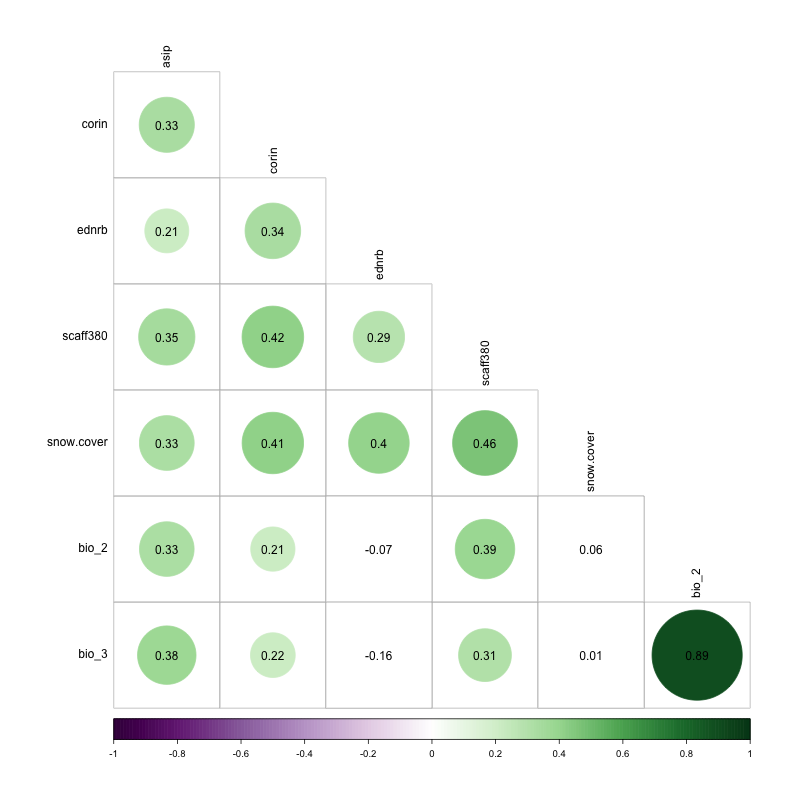 asip
corin 0.33
corin
ednrb 0.21 0.34
ednrb
scaff380 0.35 0.42 0.29
scaff380
snow.cover 0.33 0.41 0.4 0.46
snow.cover
bio_2 0.33 0.21 -0.07 0.39 0.06
bio_2
bio_3 0.38 0.22 -0.16 0.31 0.01 0.89
-1 -0.8 -0.6 -0.4 -0.2 0 0.2 0.4 0.6 0.8 1